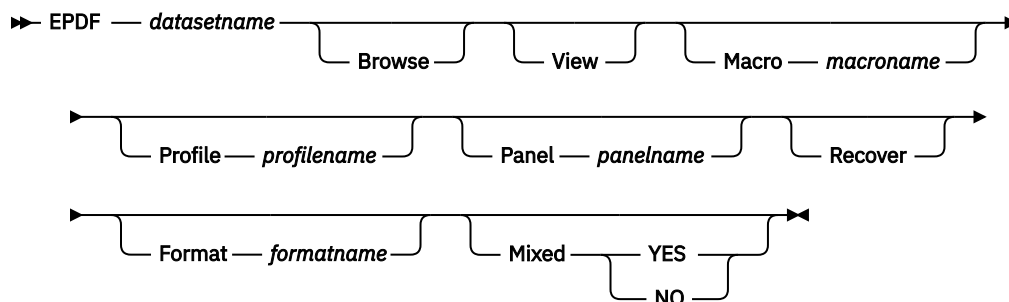 EPDF datasetname
Browse View Macro macroname
Profile profilename Panel panelname Recover
Format formatname Mixed YES
NO